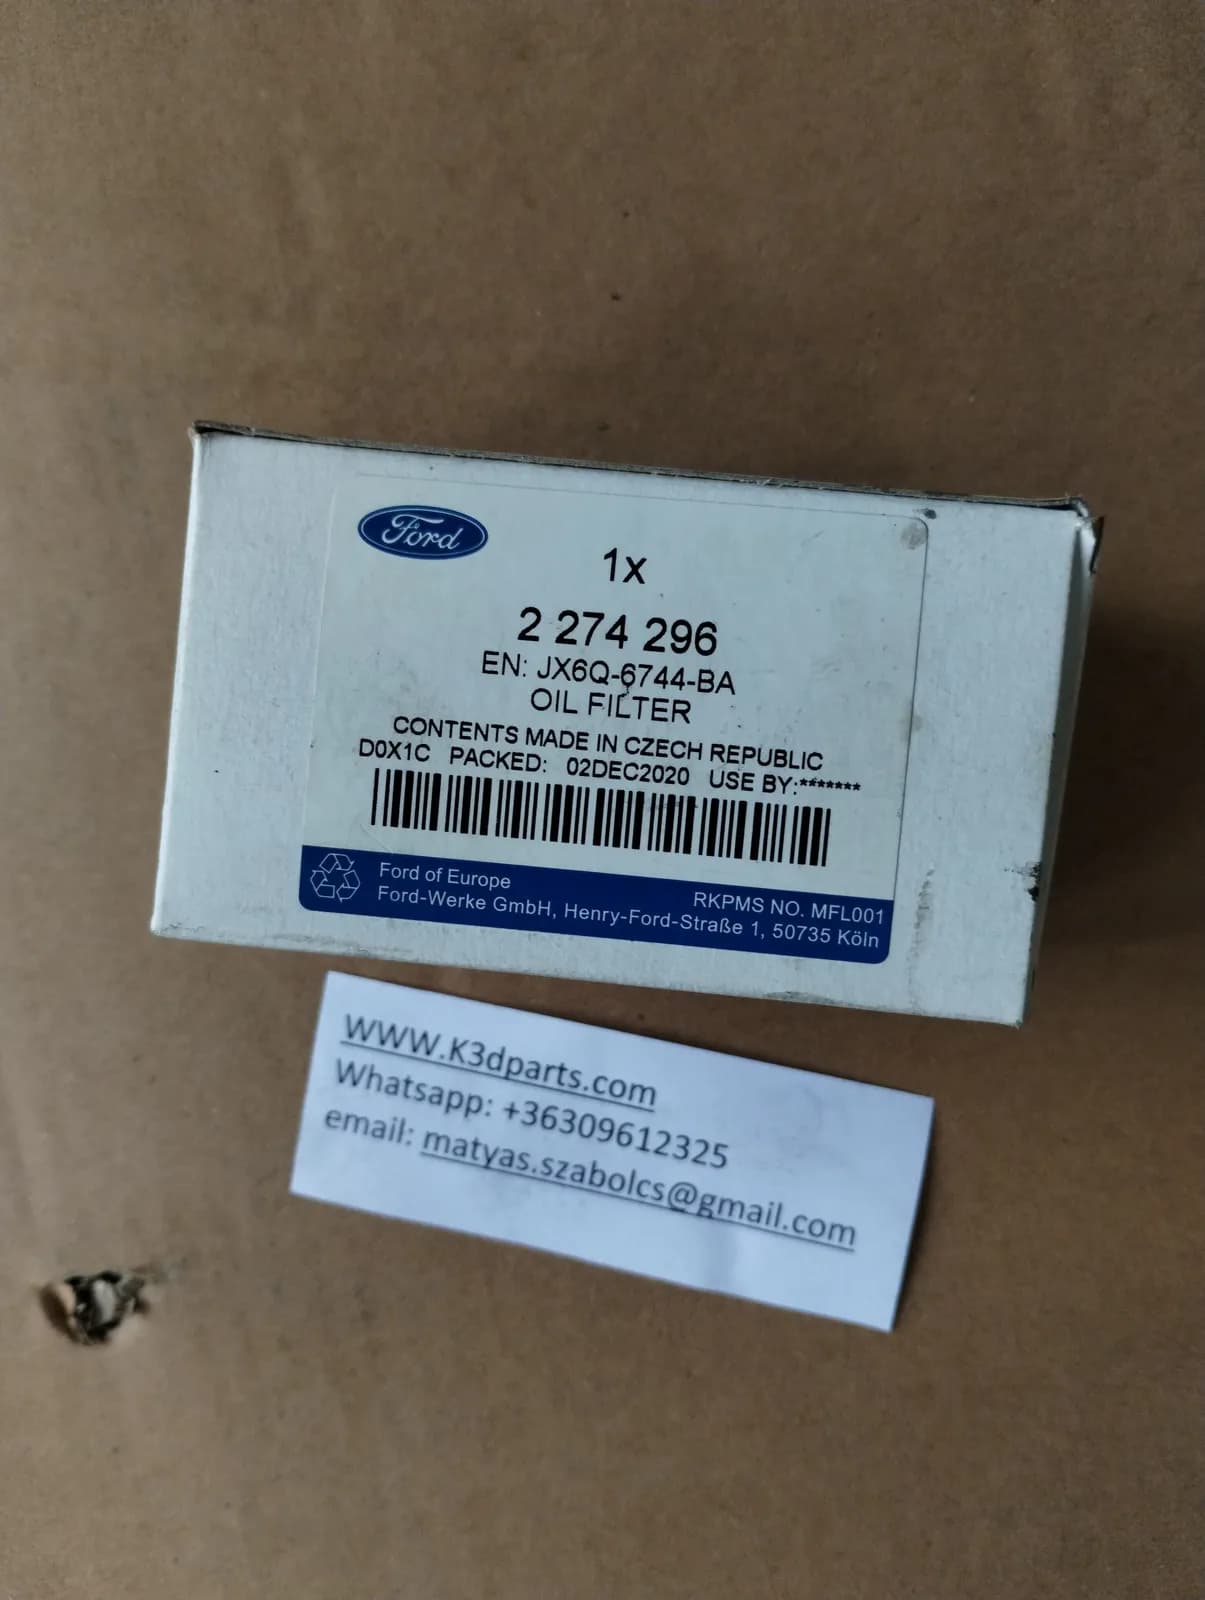 Ford
1x
2 274 296
EN: JX6Q-6744-BA
OIL FILTER
CONTENTS MADE IN CZECH REPUBLIC
D0X1C PACKED: 02DEC2020 USE BY:*******
Ford of Europe
RKPMS NO. MFL001
Ford-Werke GmbH, Henry-Ford-Straße 1, 50735 Köln
WWW.K3dparts.com
Whatsapp: +36309612325
email: matyas.szabolcs@gmail.com